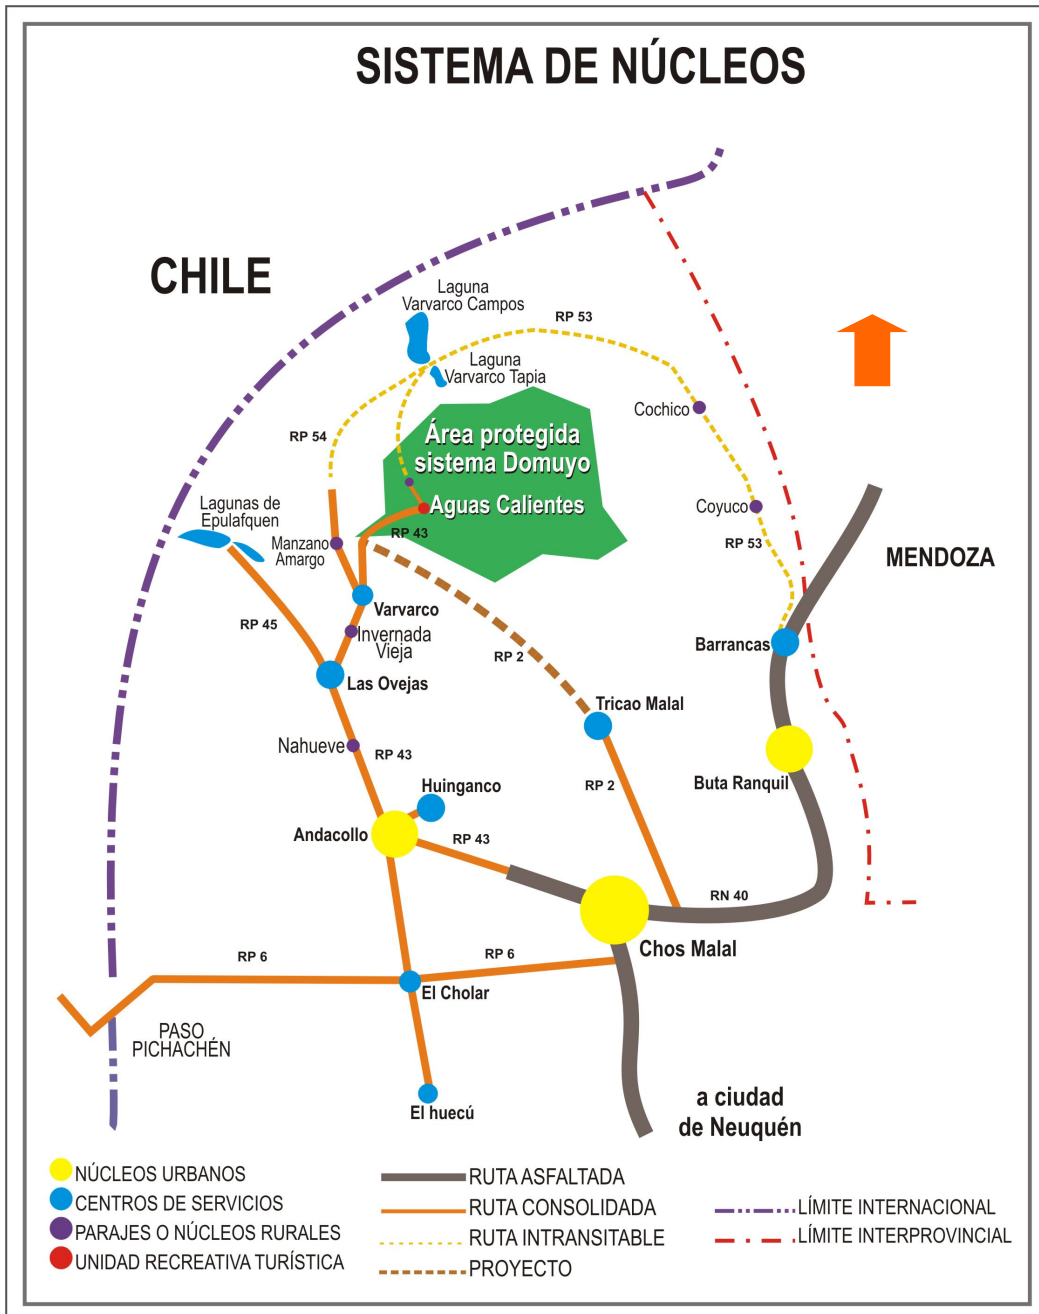 SISTEMA DE NÚCLEOS
CHILE
Laguna
Varvarco Campos
RP 53
Laguna
Varvarco Tapia
Cochico
RP 54
Área protegida
sistema Domuyo
Lagunas de
Epulafquen
Aguas Calientes
Coyuco
RP 43
Manzano
Amargo
RP 53
MENDOZA
Varvarco
RP 45
Invernada
Vieja
Barrancas
RP 2
Las Ovejas
Tricao Malal
Nahueve
RP 43
Huinganco
RP 2
Buta Ranquil
Andacollo
RP 43
RN 40
Chos Malal
RP 6
RP 6
El Cholar
PASO
PICHACHÉN
El huecú
a ciudad
de Neuquén
NÚCLEOS URBANOS
CENTROS DE SERVICIOS
PARAJES O NÚCLEOS RURALES
UNIDAD RECREATIVA TURÍSTICA
RUTA ASFALTADA
RUTA CONSOLIDADA
RUTA INTRANSITABLE
PROYECTO
LÍMITE INTERNACIONAL
LÍMITE INTERPROVINCIAL